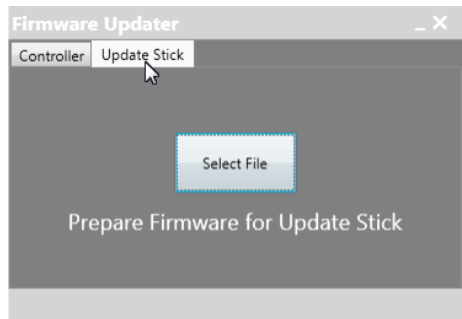 Firmware Updater
Controller Update Stick
Select File
Prepare Firmware for Update Stick